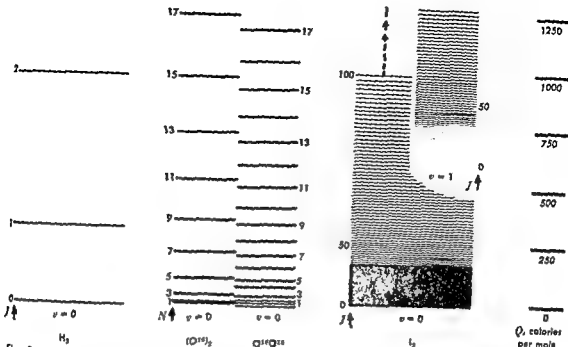 17
17
15
15
13
13
11
11
9
9
7
7
5
5
3
3
1
1
2
1
0
J
v=0
H₂
N
v=0
(O¹⁶)₂
v=0
O¹⁶O¹⁸
100
50
0
J
v=0
I₂
50
0
J
v=1
1250
1000
750
500
250
0
Q, calories
per mole